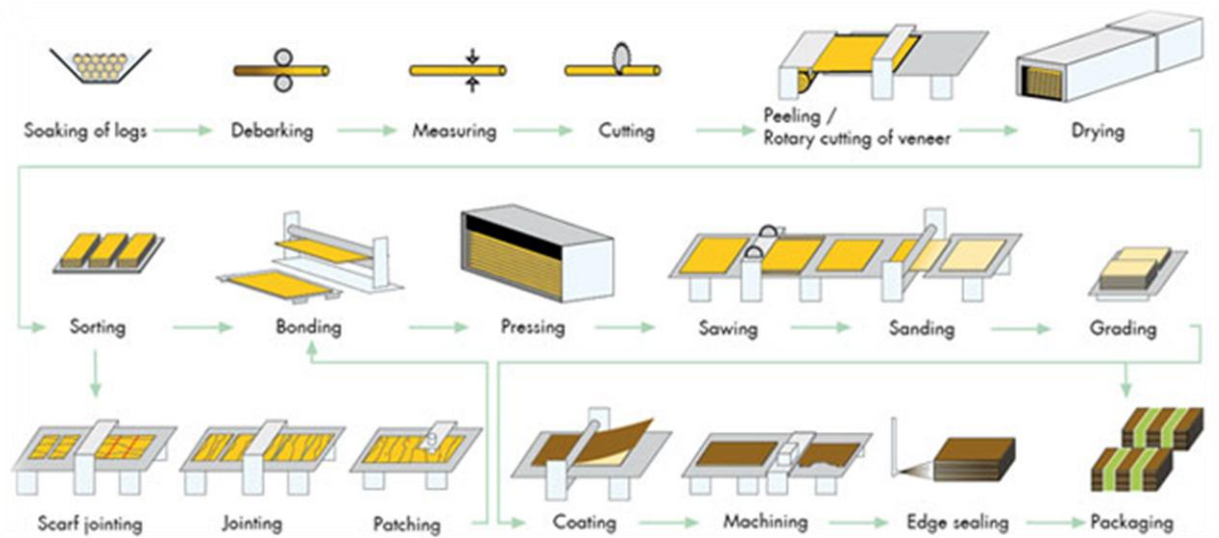 Soaking of logs
Debarking
Measuring
Cutting
Peeling /
Rotary cutting of veneer
Drying
Sorting
Bonding
Pressing
Sawing
Sanding
Grading
Scarf jointing
Jointing
Patching
Coating
Machining
Edge sealing
Packaging